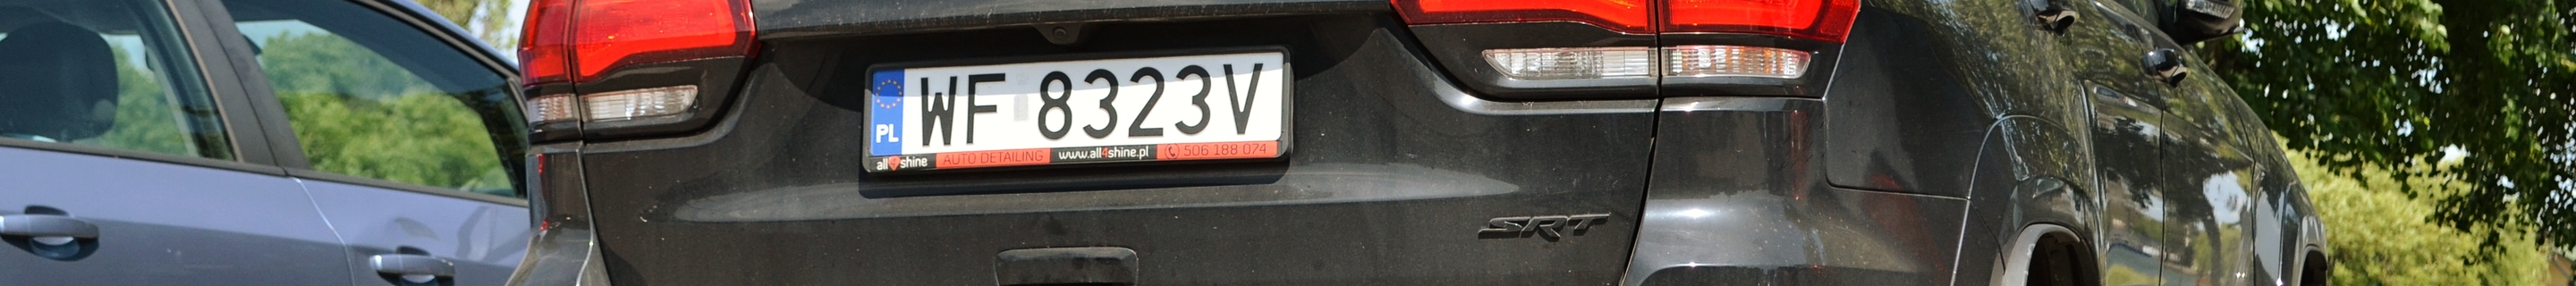 PL WF 8323V
all4shine AUTO DETAILING www.all4shine.pl 506 188 074
SRT